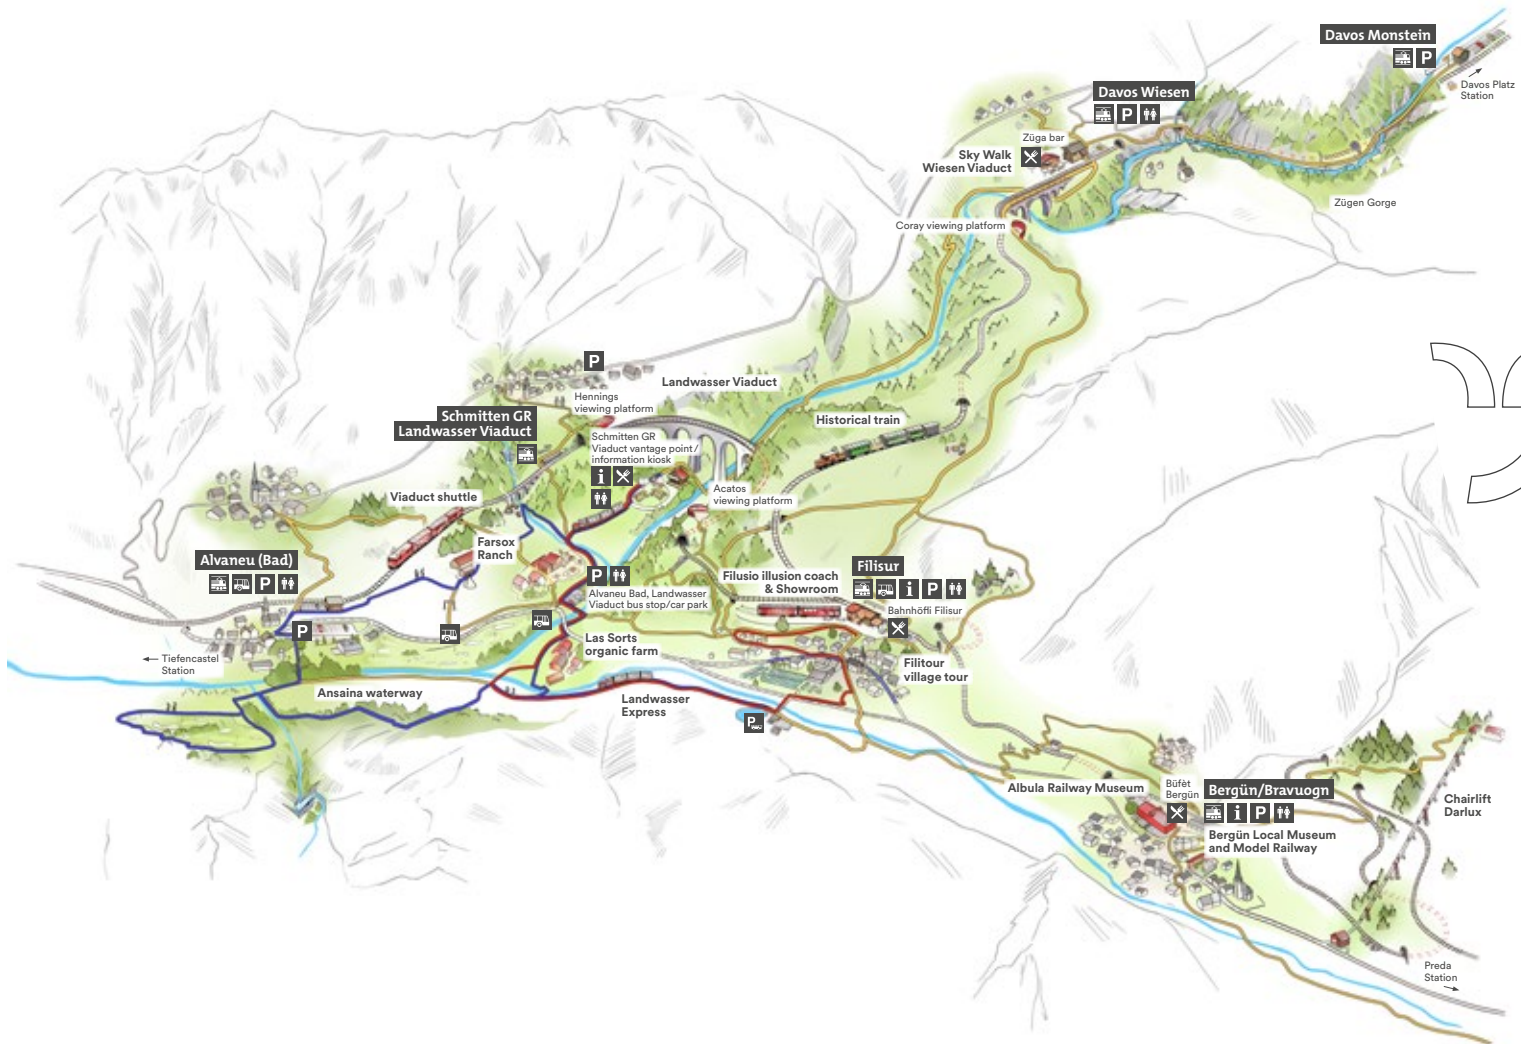 Davos Monstein
P
Davos Platz
Station
Davos Wiesen
P
Züga bar
Sky Walk
Wiesen Viaduct
Zügen Gorge
Coray viewing platform
P
Landwasser Viaduct
Hennings
viewing platform
Schmitten GR
Landwasser Viaduct
Historical train
Schmitten GR
Viaduct vantage point/
information kiosk
i
Acatos
viewing platform
Viaduct shuttle
Farsox
Ranch
Alvaneu (Bad)
P
P
Filusio illusion coach
& Showroom
Filisur
i P
Alvaneu Bad, Landwasser
Viaduct bus stop/car park
Bahnhöffli Filisur
P
Las Sorts
organic farm
← Tiefencastel
Station
Filitour
village tour
Ansaina waterway
Landwasser
Express
P
Albula Railway Museum
Büfèt
Bergün
Bergün/Bravuogn
i P
Bergün Local Museum
and Model Railway
Chairlift
Darlux
Preda
Station
→